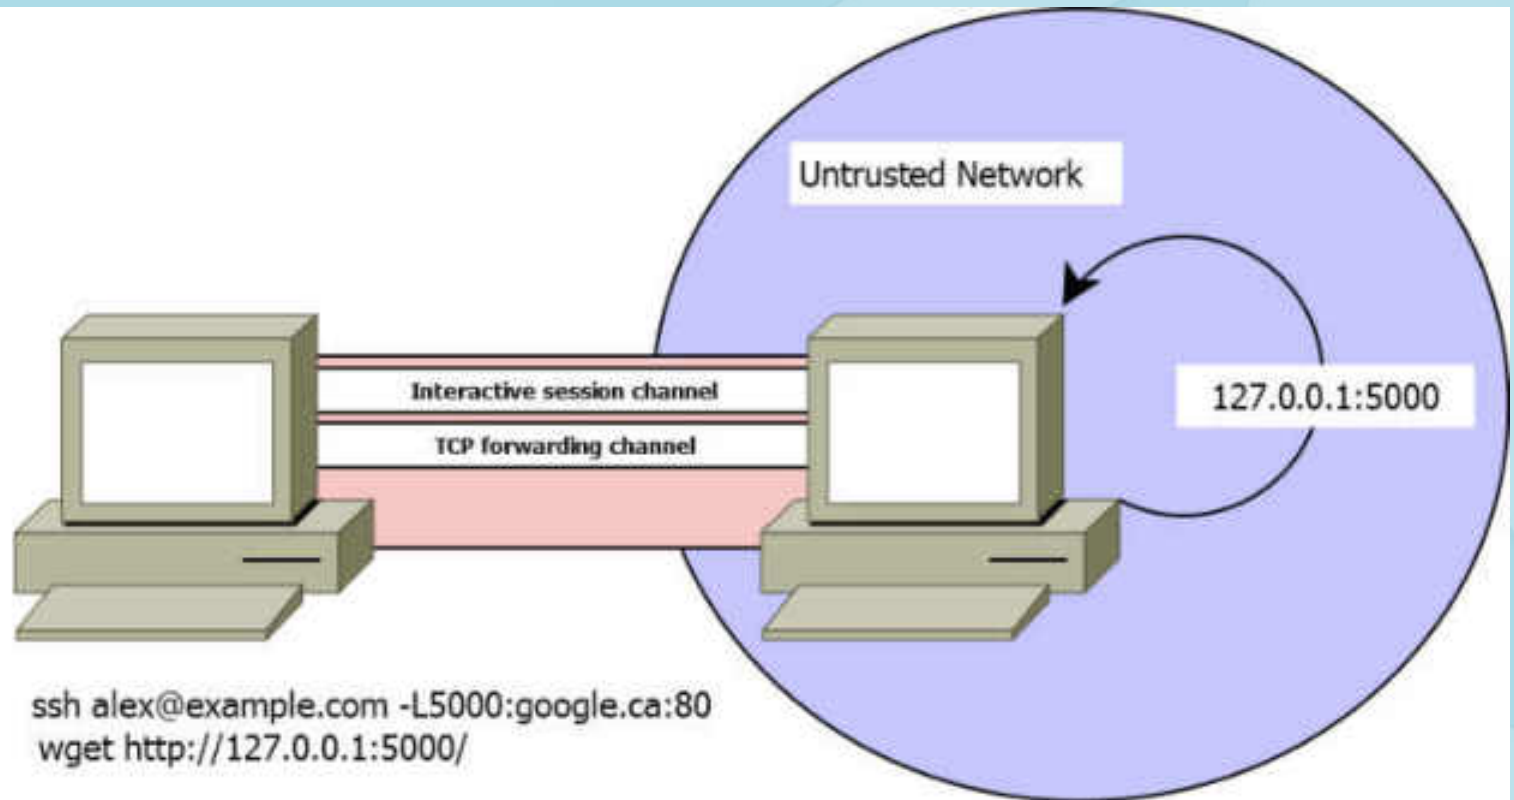 Untrusted Network
127.0.0.1:5000
Interactive session channel
TCP forwarding channel
ssh alex@example.com -L5000:google.ca:80
wget http://127.0.0.1:5000/